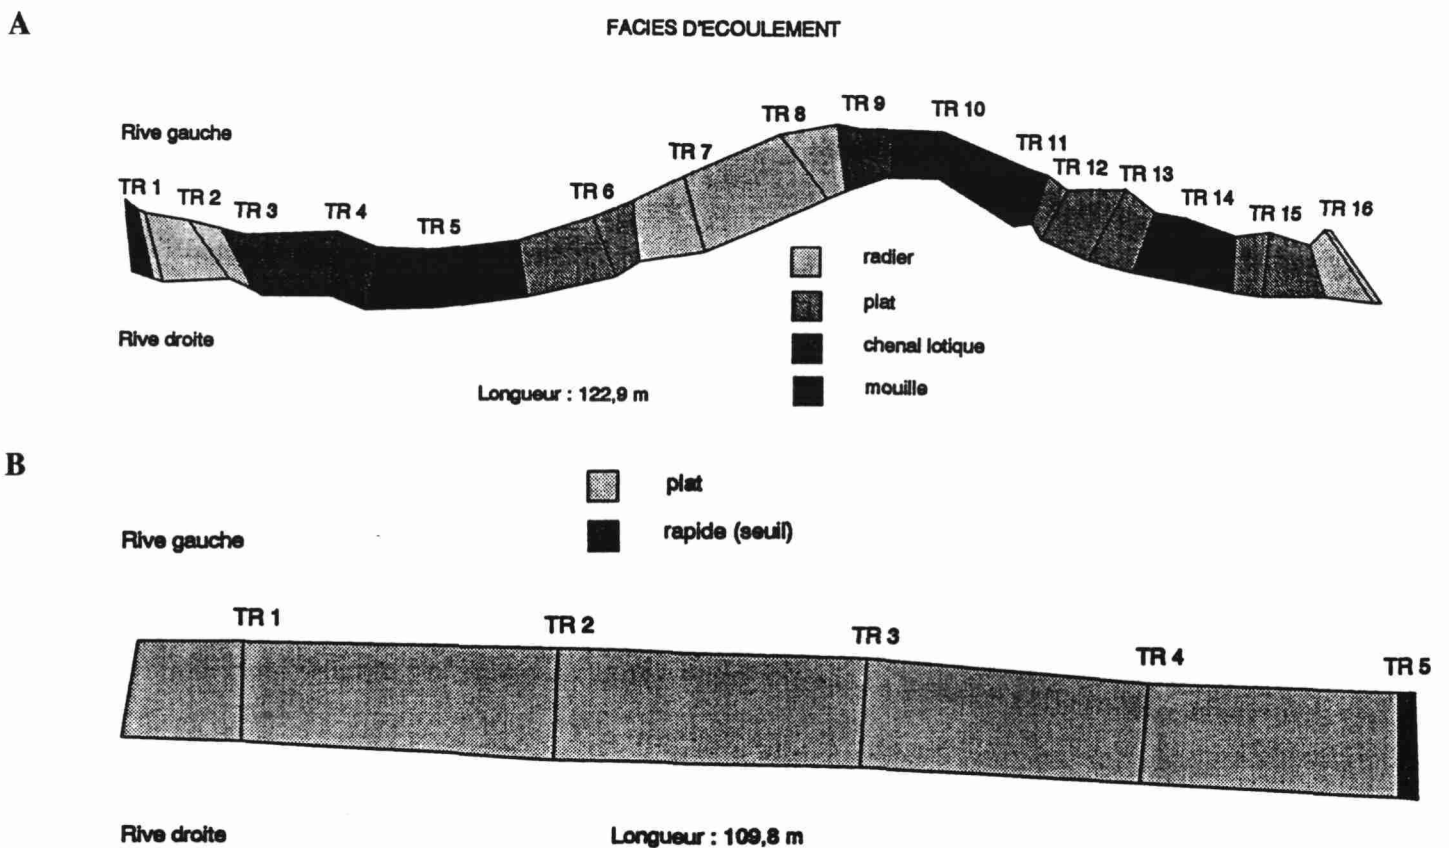 A
FACIES D'ECOULEMENT
Rive gauche
TR 1
TR 2
TR 3
TR 4
TR 5
TR 6
TR 7
TR 8
TR 9
TR 10
TR 11
TR 12
TR 13
TR 14
TR 15
TR 16
radier
plat
chenal lotique
mouille
Rive droite
Longueur : 122,9 m
B
plat
rapide (seuil)
Rive gauche
TR 1
TR 2
TR 3
TR 4
TR 5
Rive droite
Longueur : 109,8 m